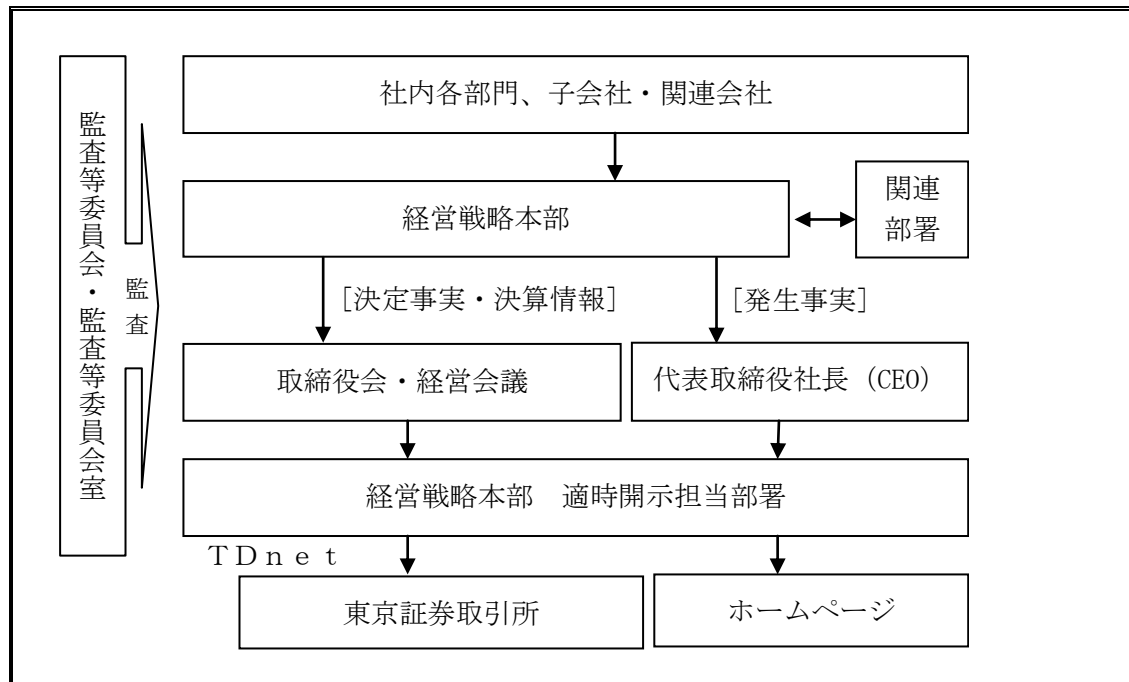 監査等委員会・監査等委員会室
監査
社内各部門、子会社・関連会社
経営戦略本部
関連
部署
[決定事実・決算情報]
[発生事実]
取締役会・経営会議
代表取締役社長（CEO）
経営戦略本部　適時開示担当部署
ＴＤｎｅｔ
東京証券取引所
ホームページ